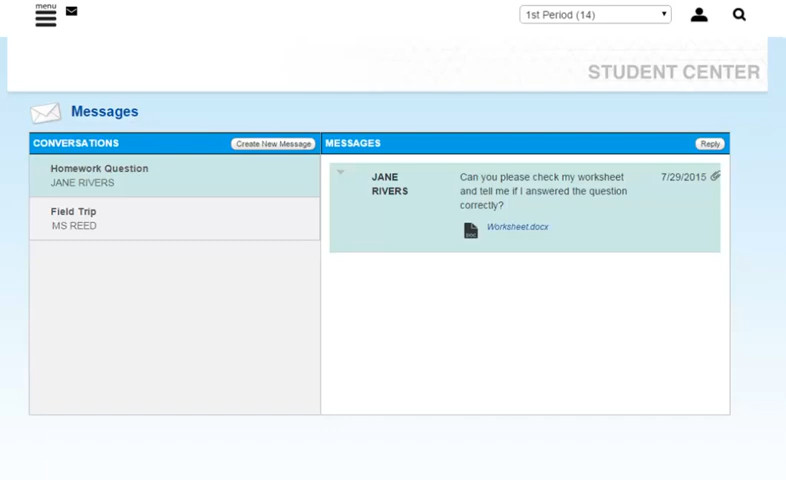 menu
1st Period (14)
STUDENT CENTER
Messages
CONVERSATIONS
Create New Message
Homework Question
JANE RIVERS
Field Trip
MS REED
MESSAGES
Reply
JANE
RIVERS
Can you please check my worksheet
and tell me if I answered the question
correctly?
7/29/2015
DOC
Worksheet.docx